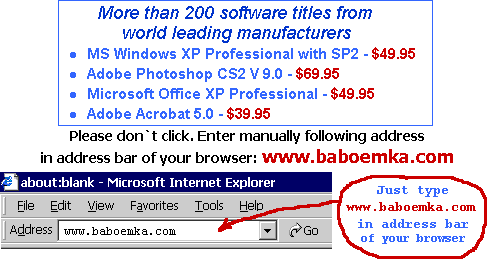 More than 200 software titles from
world leading manufacturers
● MS Windows XP Professional with SP2 - $49.95
● Adobe Photoshop CS2 V 9.0 - $69.95
● Microsoft Office XP Professional - $49.95
● Adobe Acrobat 5.0 - $39.95
Please don`t click. Enter manually following address
in address bar of your browser: www.baboemka.com
about:blank - Microsoft Internet Explorer
File Edit View Favorites Tools Help
Address www.baboemka.com Go
Just type
www.baboemka.com
in address bar
of your browser